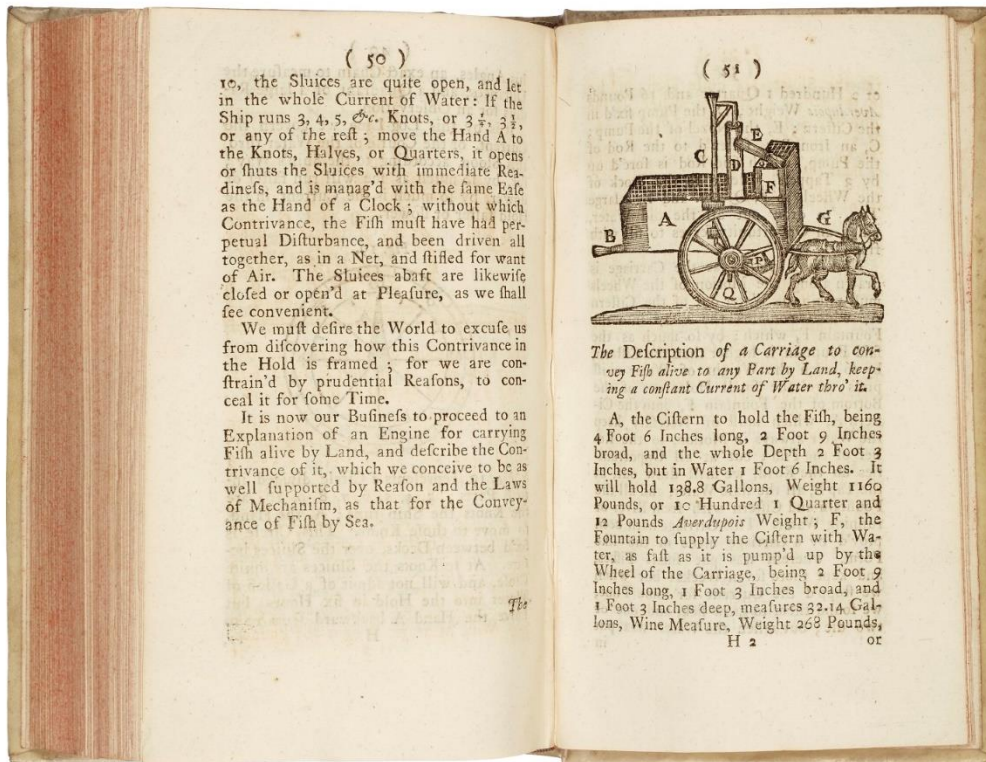 ( 50 )
10, the Sluices are quite open, and let
in the whole Current of Water: If the
Ship runs 3, 4, 5, &c. Knots, or 3 ¼, 3 ½,
or any of the reſt ; move the Hand A to
the Knots, Halves, or Quarters, it opens
or ſhuts the Sluices with immediate Rea-
dineſs, and is manag'd with the ſame Eaſe
as the Hand of a Clock ; without which
Contrivance, the Fiſh muſt have had per-
petual Diſturbance, and been driven all
together, as in a Net, and ſtifled for want
of Air. The Sluices abaft are likewiſe
cloſed or open'd at Pleaſure, as we ſhall
ſee convenient.
We muſt deſire the World to excuſe us
from diſcovering how this Contrivance in
the Hold is framed ; for we are con-
ſtrain'd by prudential Reaſons, to con-
ceal it for ſome Time.
It is now our Buſineſs to proceed to an
Explanation of an Engine for carrying
Fiſh alive by Land, and deſcribe the Con-
trivance of it, which we conceive to be as
well ſupported by Reaſon and the Laws
of Mechaniſm, as that for the Convey-
ance of Fiſh by Sea.
The
( 51 )
C
D
E
F
A
B
G
P
Q
The Deſcription of a Carriage to con-
vey Fiſh alive to any Part by Land, keep-
ing a conſtant Current of Water thro' it.
A, the Ciſtern to hold the Fiſh, being
4 Foot 6 Inches long, 2 Foot 9 Inches
broad, and the whole Depth 2 Foot 3
Inches, but in Water 1 Foot 6 Inches. It
will hold 138.8 Gallons, Weight 1160
Pounds, or 10 Hundred 1 Quarter and
12 Pounds Averdupois Weight ; F, the
Fountain to ſupply the Ciſtern with Wa-
ter, as faſt as it is pump'd up by the
Wheel of the Carriage, being 2 Foot 9
Inches long, 1 Foot 3 Inches broad, and
1 Foot 3 Inches deep, meaſures 32.14 Gal-
lons, Wine Meaſure, Weight 268 Pounds,
H 2
or